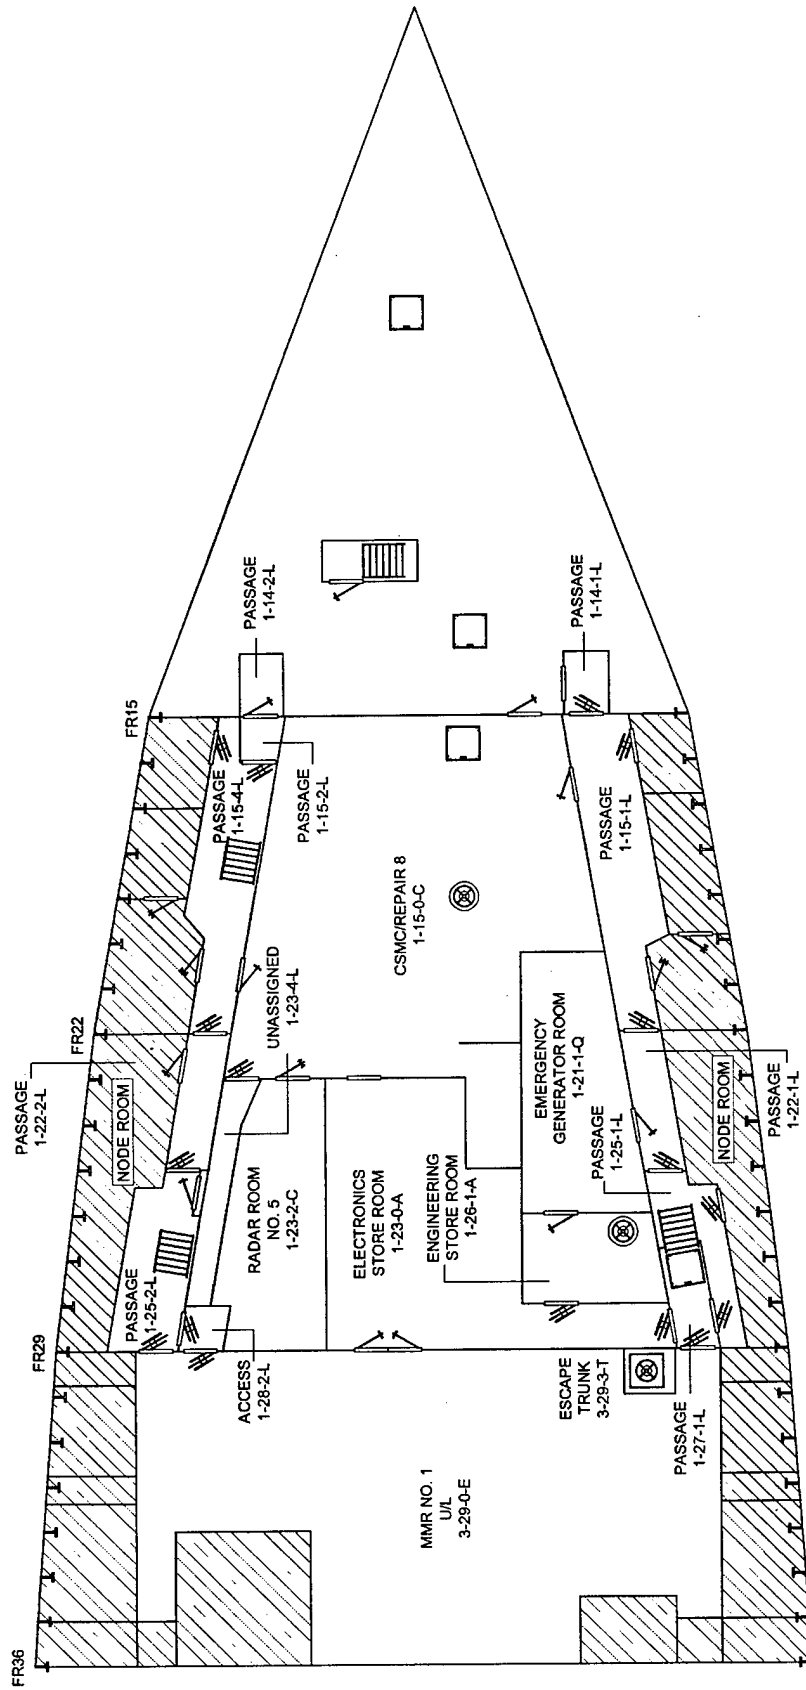 FR15
PASSAGE
1-14-2-L
PASSAGE
1-14-1-L
PASSAGE
1-15-4-L
PASSAGE
1-15-2-L
PASSAGE
1-15-1-L
CSMC/REPAIR 8
1-15-0-C
FR22
UNASSIGNED
1-23-4-L
PASSAGE
1-22-2-L
NODE ROOM
EMERGENCY
GENERATOR ROOM
1-21-1-Q
NODE ROOM
PASSAGE
1-22-1-L
PASSAGE
1-25-1-L
RADAR ROOM
NO. 5
1-23-2-C
ELECTRONICS
STORE ROOM
1-23-0-A
ENGINEERING
STORE ROOM
1-26-1-A
PASSAGE
1-25-2-L
FR29
ACCESS
1-28-2-L
ESCAPE
TRUNK
3-29-3-T
PASSAGE
1-27-1-L
MMR NO. 1
U/L
3-29-0-E
FR36